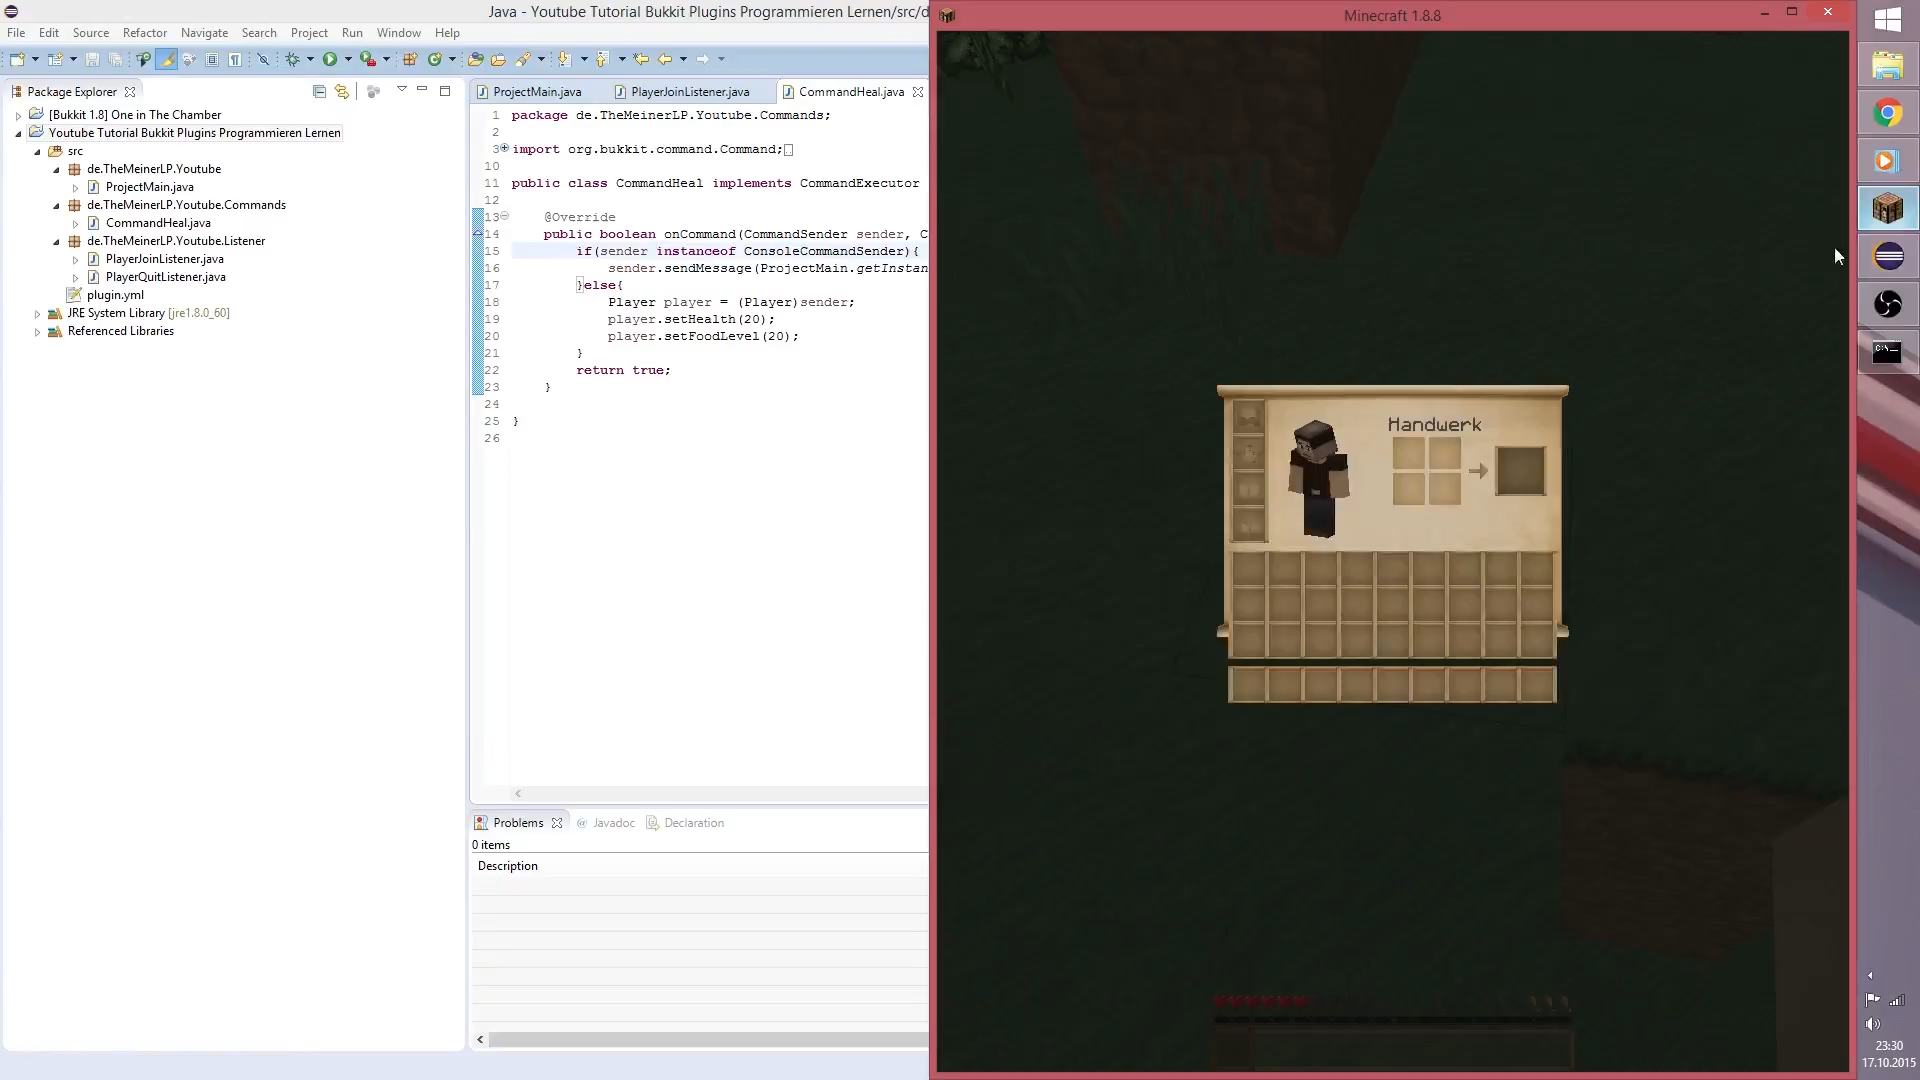 Java - Youtube Tutorial Bukkit Plugins Programmieren Lernen/src/d
File Edit Source Refactor Navigate Search Project Run Window Help
Package Explorer
[Bukkit 1.8] One in The Chamber
Youtube Tutorial Bukkit Plugins Programmieren Lernen
src
de.TheMeinerLP.Youtube
ProjectMain.java
de.TheMeinerLP.Youtube.Commands
CommandHeal.java
de.TheMeinerLP.Youtube.Listener
PlayerJoinListener.java
PlayerQuitListener.java
plugin.yml
JRE System Library [jre1.8.0_60]
Referenced Libraries
ProjectMain.java PlayerJoinListener.java CommandHeal.java
1 package de.TheMeinerLP.Youtube.Commands;
2
3 import org.bukkit.command.Command;
10
11 public class CommandHeal implements CommandExecutor
12
13 @Override
14 public boolean onCommand(CommandSender sender, C
15 if(sender instanceof ConsoleCommandSender){
16 sender.sendMessage(ProjectMain.getInstan
17 }else{
18 Player player = (Player)sender;
19 player.setHealth(20);
20 player.setFoodLevel(20);
21 }
22 return true;
23 }
24
25 }
26
Problems @ Javadoc Declaration
0 items
Description
Minecraft 1.8.8
Handwerk
C:\
23:30
17.10.2015